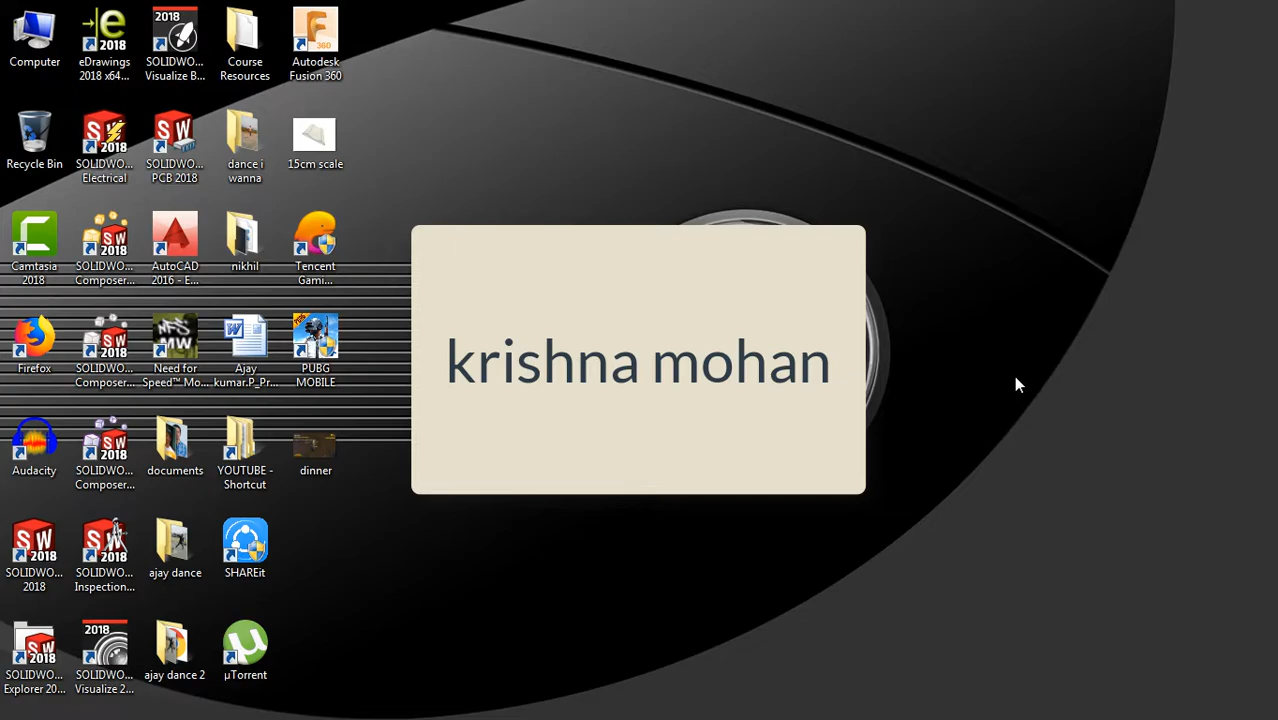 Computer
eDrawings
2018 x64...
SOLIDWO...
Visualize B...
Course
Resources
Autodesk
Fusion 360
Recycle Bin
SOLIDWO...
Electrical
SOLIDWO...
PCB 2018
dance i
wanna
15cm scale
Camtasia
2018
SOLIDWO...
Composer...
AutoCAD
2016 - E...
nikhil
Tencent
Gami...
Firefox
SOLIDWO...
Composer...
Need for
Speed™ Mo...
Ajay
kumar.P_Pr...
PUBG
MOBILE
krishna mohan
Audacity
SOLIDWO...
Composer...
documents
YOUTUBE -
Shortcut
dinner
SOLIDWO...
2018
SOLIDWO...
Inspection...
ajay dance
SHAREit
SOLIDWO...
Explorer 20...
SOLIDWO...
Visualize 2...
ajay dance 2
µTorrent